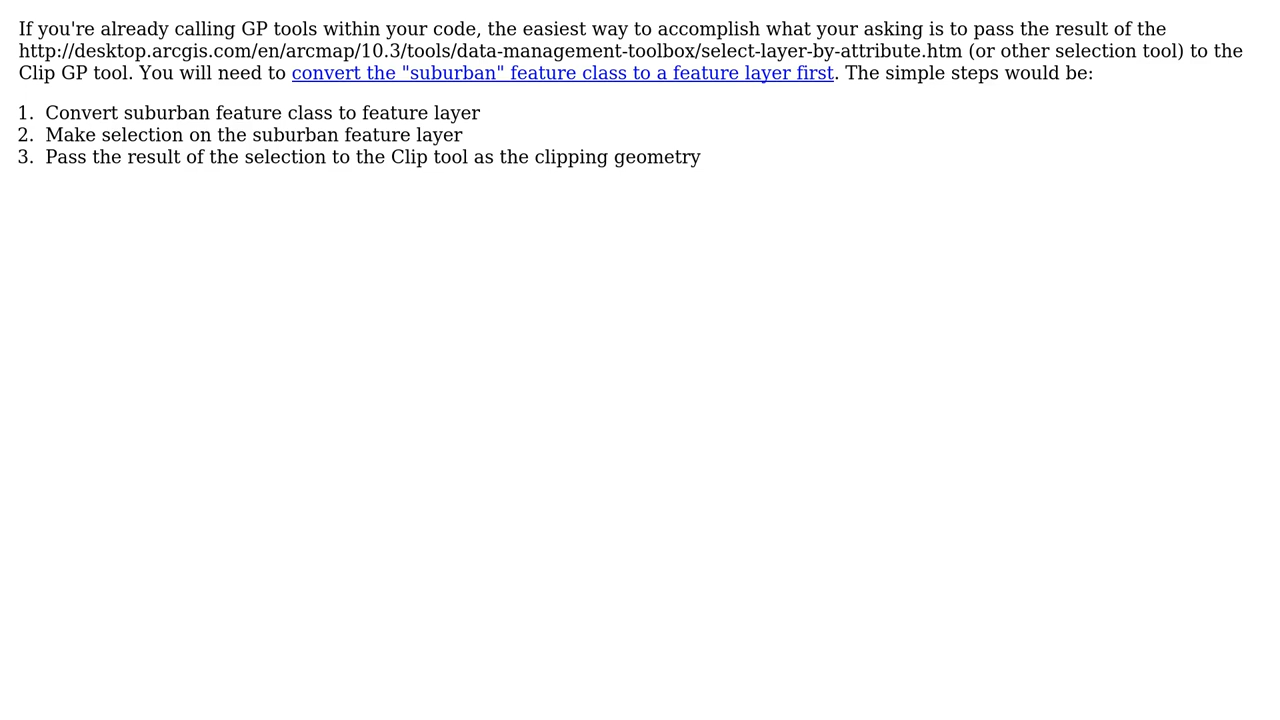 If you're already calling GP tools within your code, the easiest way to accomplish what your asking is to pass the result of the
http://desktop.arcgis.com/en/arcmap/10.3/tools/data-management-toolbox/select-layer-by-attribute.htm (or other selection tool) to the
Clip GP tool. You will need to convert the "suburban" feature class to a feature layer first. The simple steps would be:
1. Convert suburban feature class to feature layer
2. Make selection on the suburban feature layer
3. Pass the result of the selection to the Clip tool as the clipping geometry